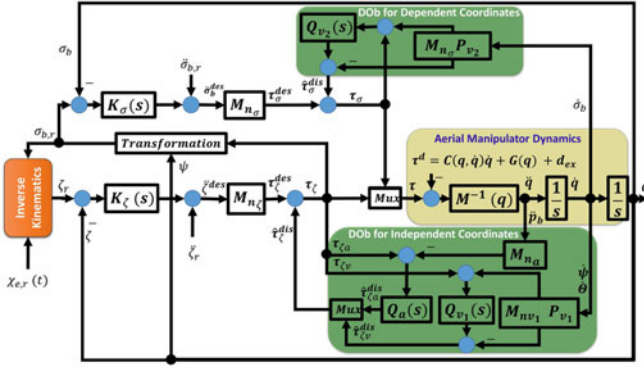 DOb for Dependent Coordinates
Q_{v_2}(s)
M_{n_σ} P_{v_2}
σ_b
−
σ̈_{b,r}
σ̈_b^{des}
τ_σ^{des}
τ̂_σ^{dis}
τ_σ
−
K_σ(s)
M_{n_σ}
σ̇_b
σ_{b,r}
Transformation
ψ
Aerial Manipulator Dynamics
τ^d = C(q, q̇)q̇ + G(q) + d_{ex}
Inverse Kinematics
ζ_r
K_ζ(s)
ζ̈^{des}
M_{n_ζ}
τ_ζ^{des}
τ_ζ
Mux
τ
−
M^{-1}(q)
q̈
1/s
q̇
1/s
q
p̈_b
−
ζ
ζ̈_r
τ̂_ζ^{dis}
DOb for Independent Coordinates
τ_{ζa}
τ_{ζv}
−
M_{n_a}
ψ̇
Θ̇
χ_{e,r}(t)
Mux
τ̂_{ζa}^{dis}
τ̂_{ζv}^{dis}
Q_a(s)
Q_{v_1}(s)
M_{nv_1} P_{v_1}
−